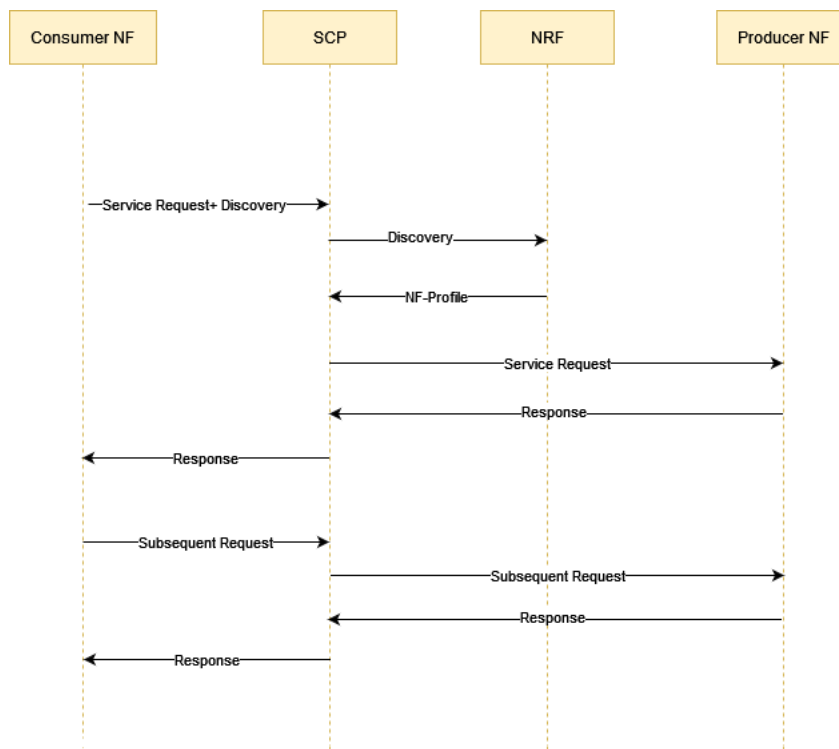 Consumer NF
SCP
NRF
Producer NF
Service Request+ Discovery
Discovery
NF-Profile
Service Request
Response
Response
Subsequent Request
Subsequent Request
Response
Response